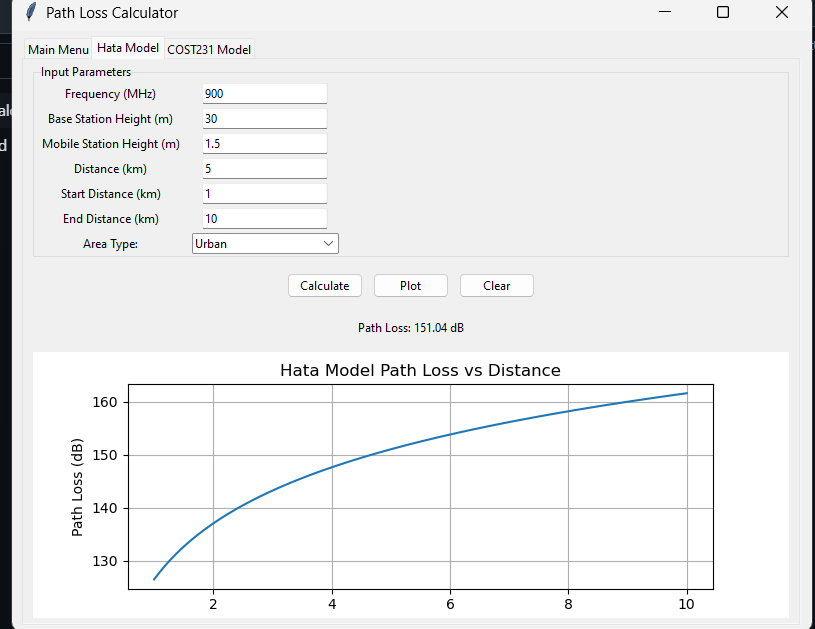 Path Loss Calculator
Main Menu Hata Model COST231 Model
Input Parameters
Frequency (MHz) 900
Base Station Height (m) 30
Mobile Station Height (m) 1.5
Distance (km) 5
Start Distance (km) 1
End Distance (km) 10
Area Type: Urban
Calculate Plot Clear
Path Loss: 151.04 dB
Hata Model Path Loss vs Distance
Path Loss (dB)
160
150
140
130
2 4 6 8 10